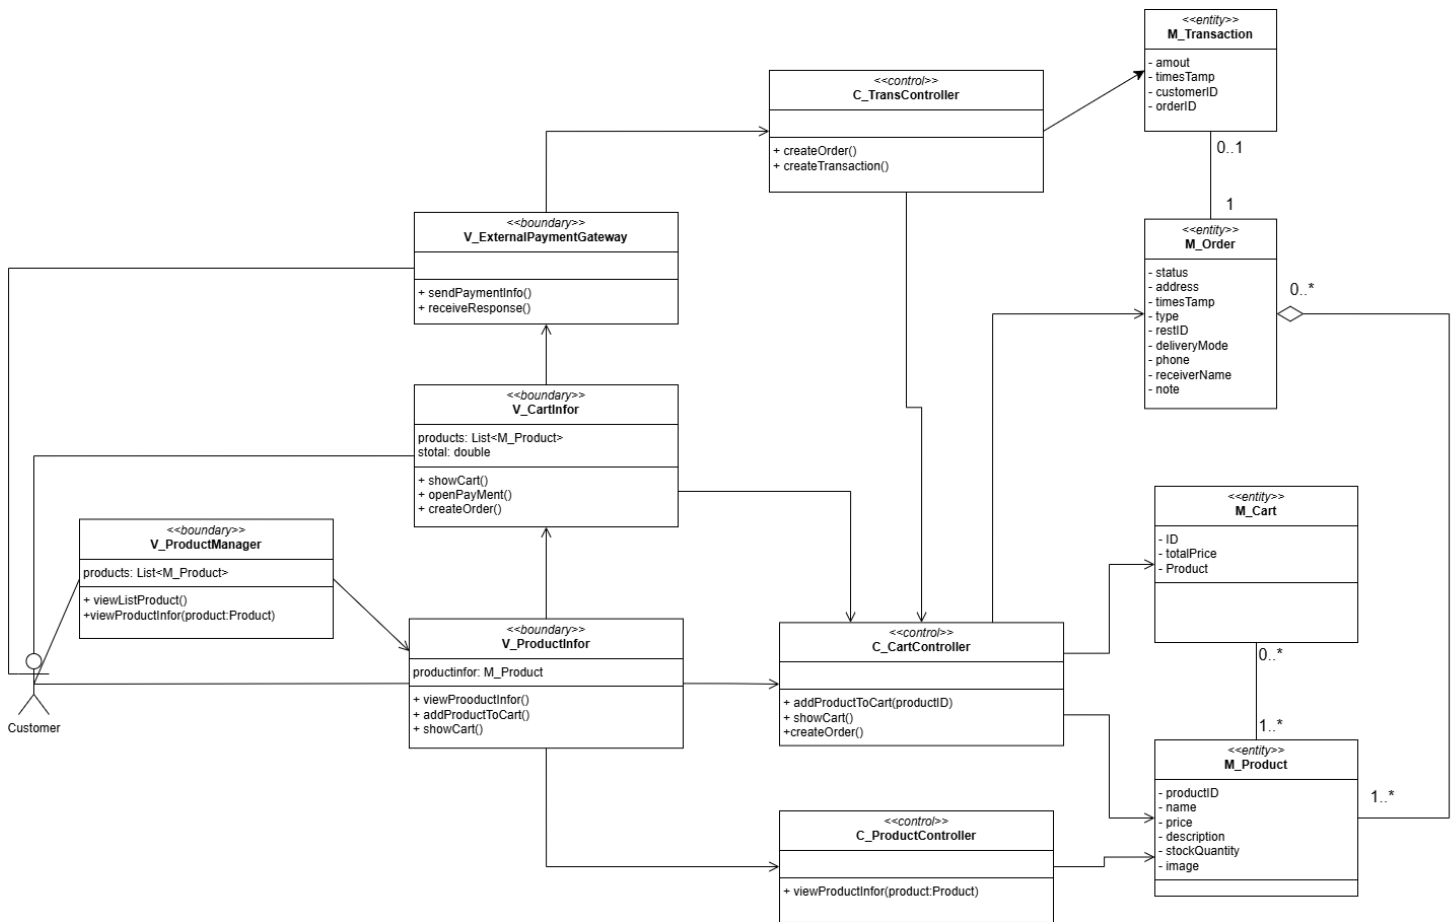 <<entity>>
M_Transaction
- amout
- timesTamp
- customerID
- orderID
0..1
1
<<control>>
C_TransController
+ createOrder()
+ createTransaction()
<<boundary>>
V_ExternalPaymentGateway
+ sendPaymentInfo()
+ receiveResponse()
<<entity>>
M_Order
- status
- address
- timesTamp
- type
- restID
- deliveryMode
- phone
- receiverName
- note
0..*
<<boundary>>
V_CartInfor
products: List<M_Product>
stotal: double
+ showCart()
+ openPayMent()
+ createOrder()
<<boundary>>
V_ProductManager
products: List<M_Product>
+ viewListProduct()
+viewProductInfor(product:Product)
<<entity>>
M_Cart
- ID
- totalPrice
- Product
0..*
1..*
Customer
<<boundary>>
V_ProductInfor
productinfor: M_Product
+ viewProoductInfor()
+ addProductToCart()
+ showCart()
<<control>>
C_CartController
+ addProductToCart(productID)
+ showCart()
+createOrder()
<<entity>>
M_Product
- productID
- name
- price
- description
- stockQuantity
- image
1..*
<<control>>
C_ProductController
+ viewProductInfor(product:Product)